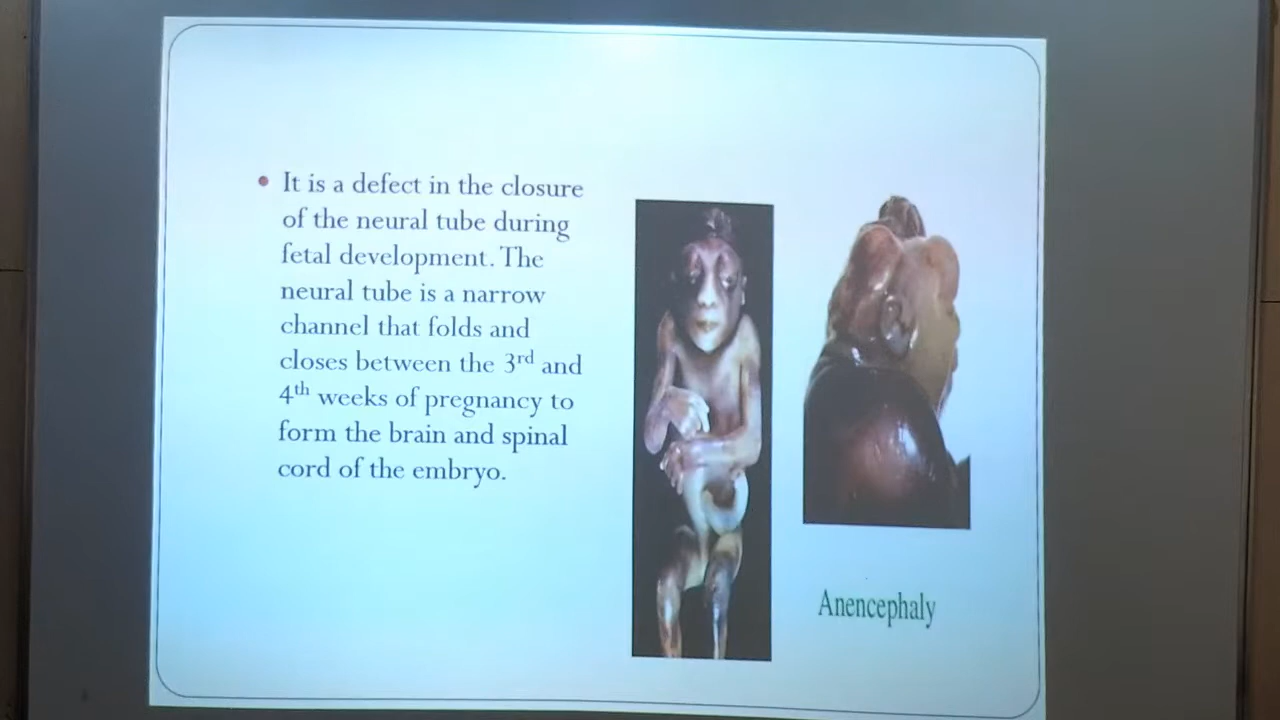 • It is a defect in the closure
of the neural tube during
fetal development. The
neural tube is a narrow
channel that folds and
closes between the 3rd and
4th weeks of pregnancy to
form the brain and spinal
cord of the embryo.
Anencephaly